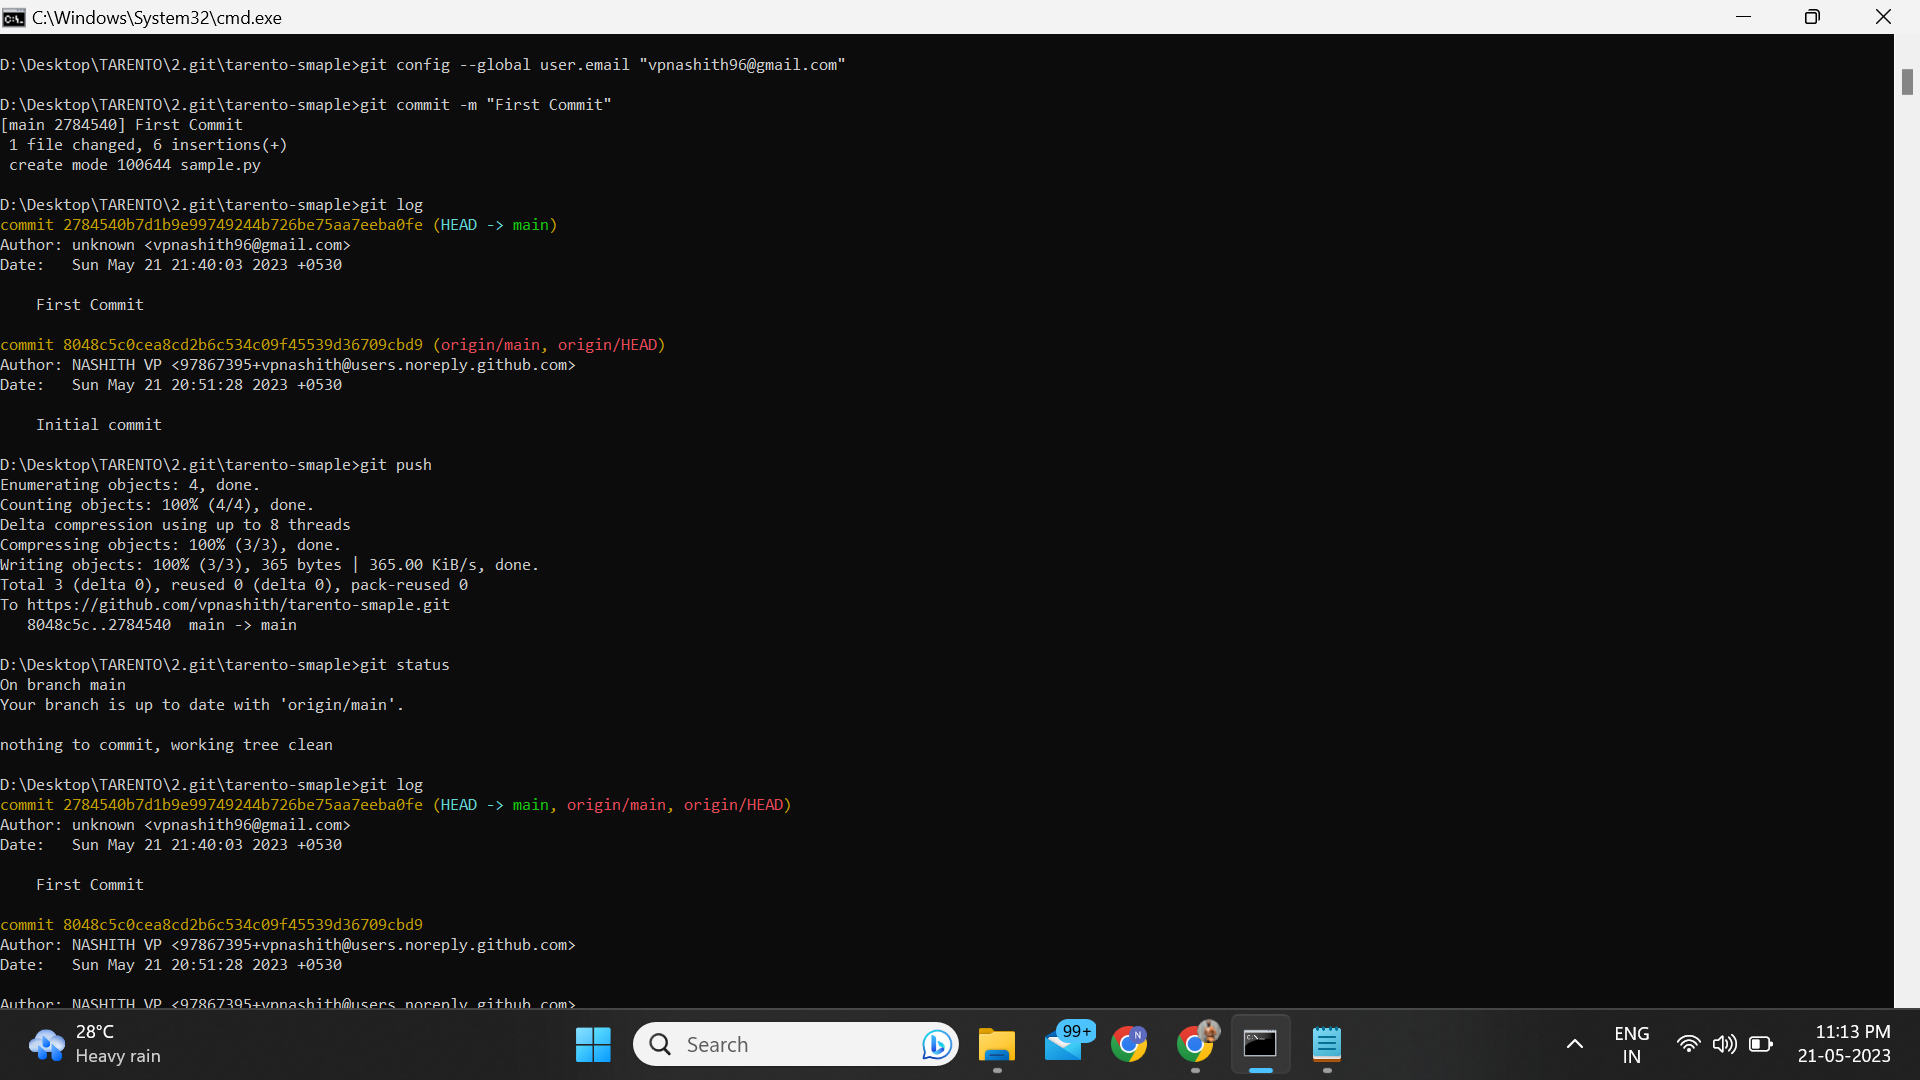 C:\Windows\System32\cmd.exe
D:\Desktop\TARENTO\2.git\tarento-smaple>git config --global user.email "vpnashith96@gmail.com"
D:\Desktop\TARENTO\2.git\tarento-smaple>git commit -m "First Commit"
[main 2784540] First Commit
 1 file changed, 6 insertions(+)
 create mode 100644 sample.py
D:\Desktop\TARENTO\2.git\tarento-smaple>git log
commit 2784540b7d1b9e99749244b726be75aa7eeba0fe (HEAD -> main)
Author: unknown <vpnashith96@gmail.com>
Date:   Sun May 21 21:40:03 2023 +0530
    First Commit
commit 8048c5c0cea8cd2b6c534c09f45539d36709cbd9 (origin/main, origin/HEAD)
Author: NASHITH VP <97867395+vpnashith@users.noreply.github.com>
Date:   Sun May 21 20:51:28 2023 +0530
    Initial commit
D:\Desktop\TARENTO\2.git\tarento-smaple>git push
Enumerating objects: 4, done.
Counting objects: 100% (4/4), done.
Delta compression using up to 8 threads
Compressing objects: 100% (3/3), done.
Writing objects: 100% (3/3), 365 bytes | 365.00 KiB/s, done.
Total 3 (delta 0), reused 0 (delta 0), pack-reused 0
To https://github.com/vpnashith/tarento-smaple.git
   8048c5c..2784540  main -> main
D:\Desktop\TARENTO\2.git\tarento-smaple>git status
On branch main
Your branch is up to date with 'origin/main'.
nothing to commit, working tree clean
D:\Desktop\TARENTO\2.git\tarento-smaple>git log
commit 2784540b7d1b9e99749244b726be75aa7eeba0fe (HEAD -> main, origin/main, origin/HEAD)
Author: unknown <vpnashith96@gmail.com>
Date:   Sun May 21 21:40:03 2023 +0530
    First Commit
commit 8048c5c0cea8cd2b6c534c09f45539d36709cbd9
Author: NASHITH VP <97867395+vpnashith@users.noreply.github.com>
Date:   Sun May 21 20:51:28 2023 +0530
Author: NASHITH VP <97867395+vpnashith@users.noreply.github.com>
28°C
Heavy rain
Search
99+
N
ENG
IN
11:13 PM
21-05-2023